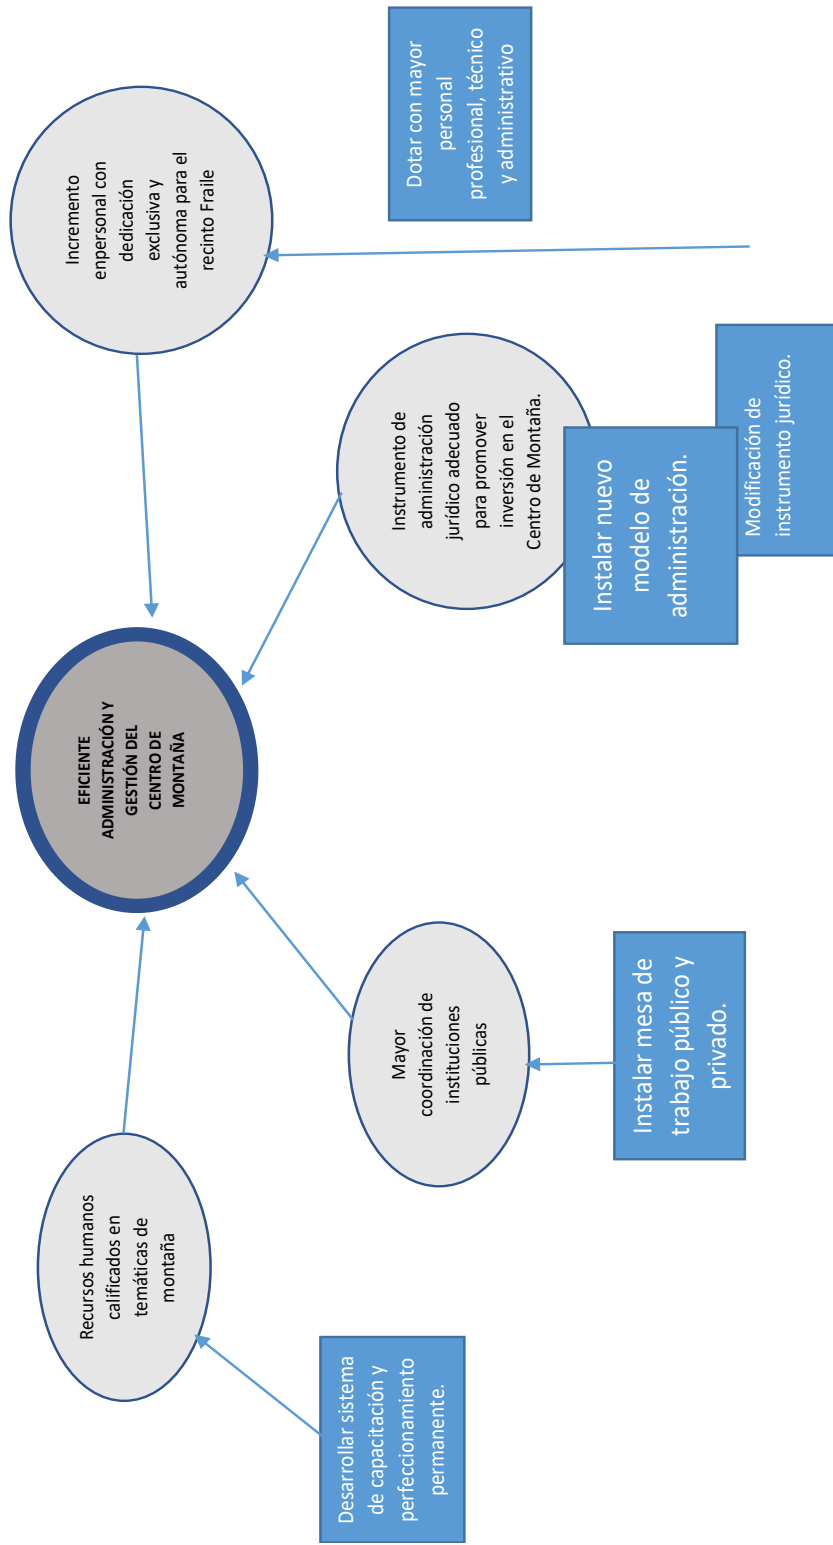 EFICIENTE
ADMINISTRACIÓN Y
GESTIÓN DEL
CENTRO DE
MONTAÑA
Recursos humanos
calificados en
temáticas de
montaña
Incremento
enpersonal con
dedicación
exclusiva y
autónoma para el
recinto Fraile
Mayor
coordinación de
instituciones
públicas
Instrumento de
administración
jurídico adecuado
para promover
inversión en el
Centro de Montaña.
Desarrollar sistema
de capacitación y
perfeccionamiento
permanente.
Instalar mesa de
trabajo público y
privado.
Instalar nuevo
modelo de
administración.
Modificación de
instrumento jurídico.
Dotar con mayor
personal
profesional, técnico
y administrativo